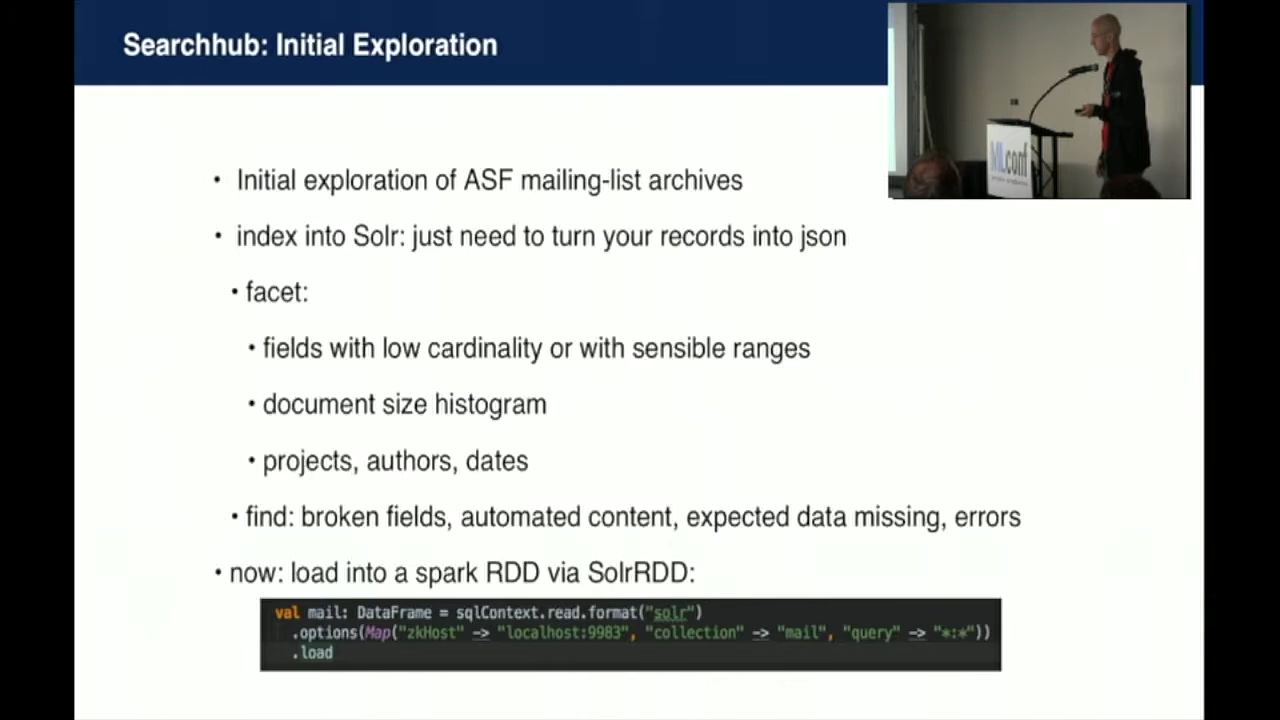 Searchhub: Initial Exploration
MLconf
• Initial exploration of ASF mailing-list archives
• index into Solr: just need to turn your records into json
• facet:
• fields with low cardinality or with sensible ranges
• document size histogram
• projects, authors, dates
• find: broken fields, automated content, expected data missing, errors
• now: load into a spark RDD via SolrRDD:
val mail: DataFrame = sqlContext.read.format("solr")
.options(Map("zkHost" -> "localhost:9983", "collection" -> "mail", "query" -> "*:*"))
.load